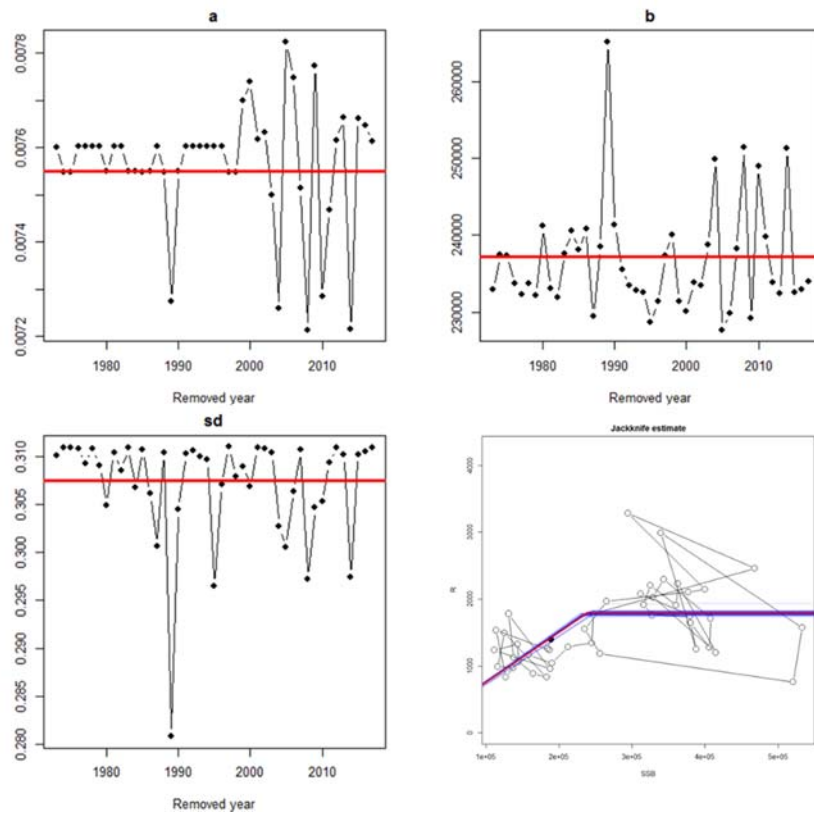 a
b
0.0078
0.0076
0.0074
0.0072
260000
250000
240000
230000
1980 1990 2000 2010
1980 1990 2000 2010
Removed year
Removed year
sd
Jackknife estimate
0.310
0.305
0.300
0.295
0.290
0.285
0.280
4000
3000
2000
1000
0
R
1980 1990 2000 2010
1e+05 2e+05 3e+05 4e+05 5e+05
Removed year
SSB